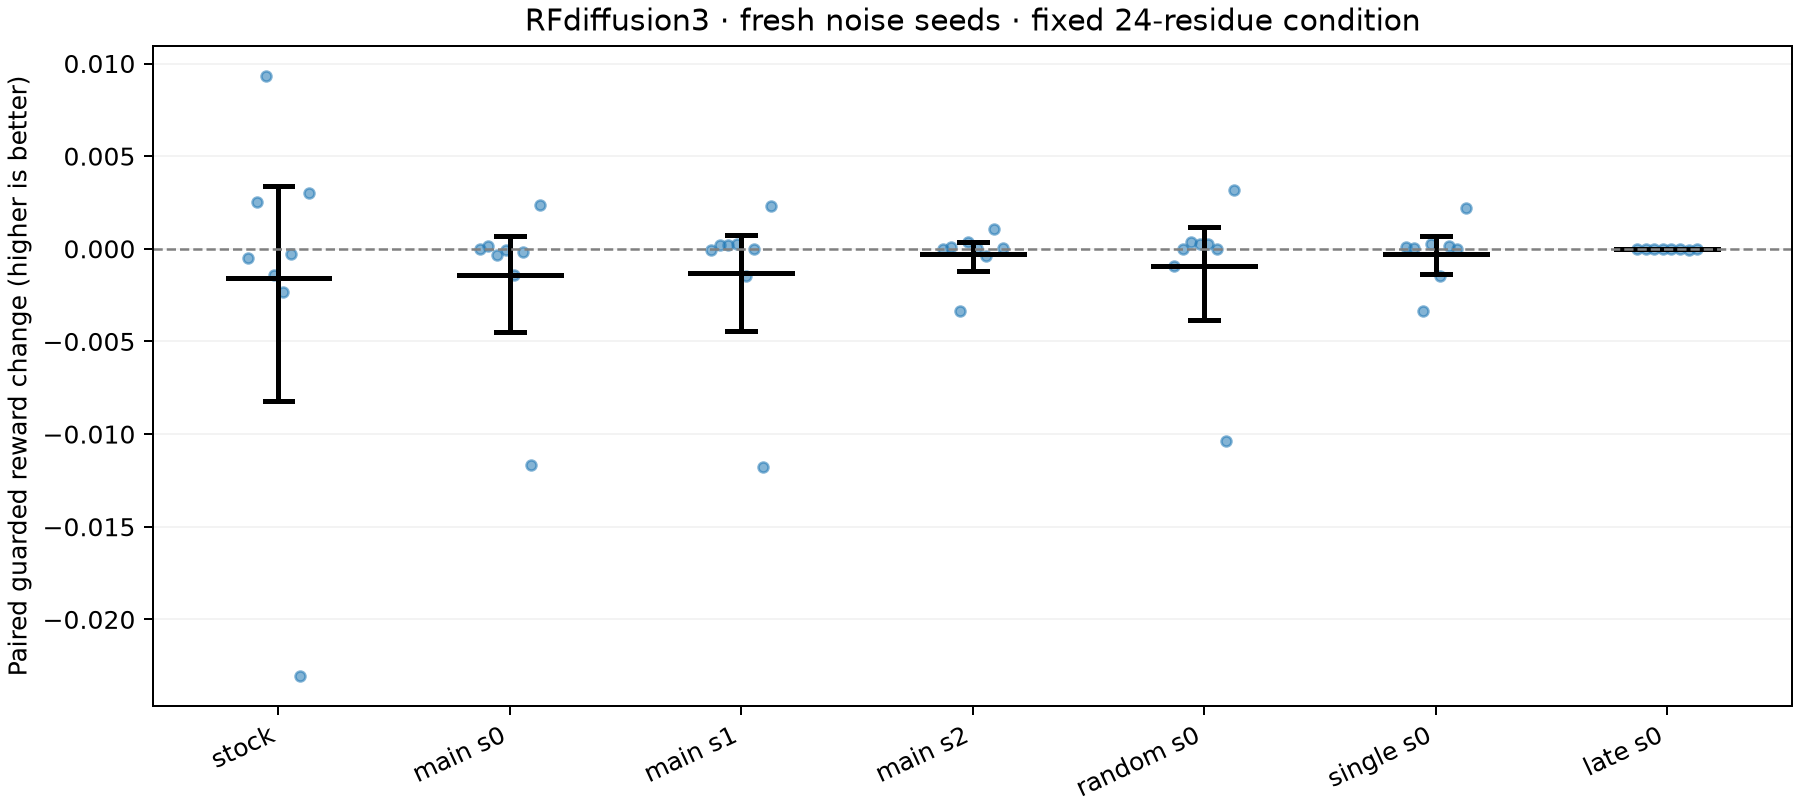 RFdiffusion3 · fresh noise seeds · fixed 24-residue condition
Paired guarded reward change (higher is better)
0.010
0.005
0.000
−0.005
−0.010
−0.015
−0.020
stock
main s0
main s1
main s2
random s0
single s0
late s0